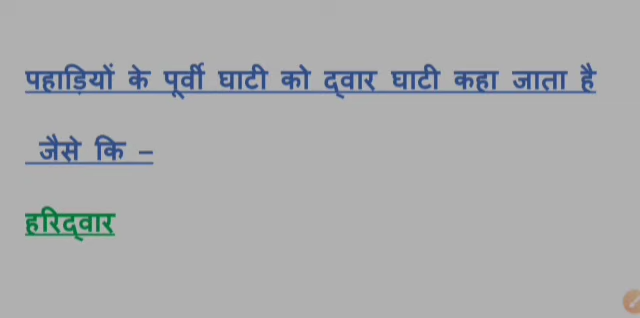 पहाड़ियों के पूर्वी घाटी को द्वार घाटी कहा जाता है
जैसे कि –
हरिद्वार